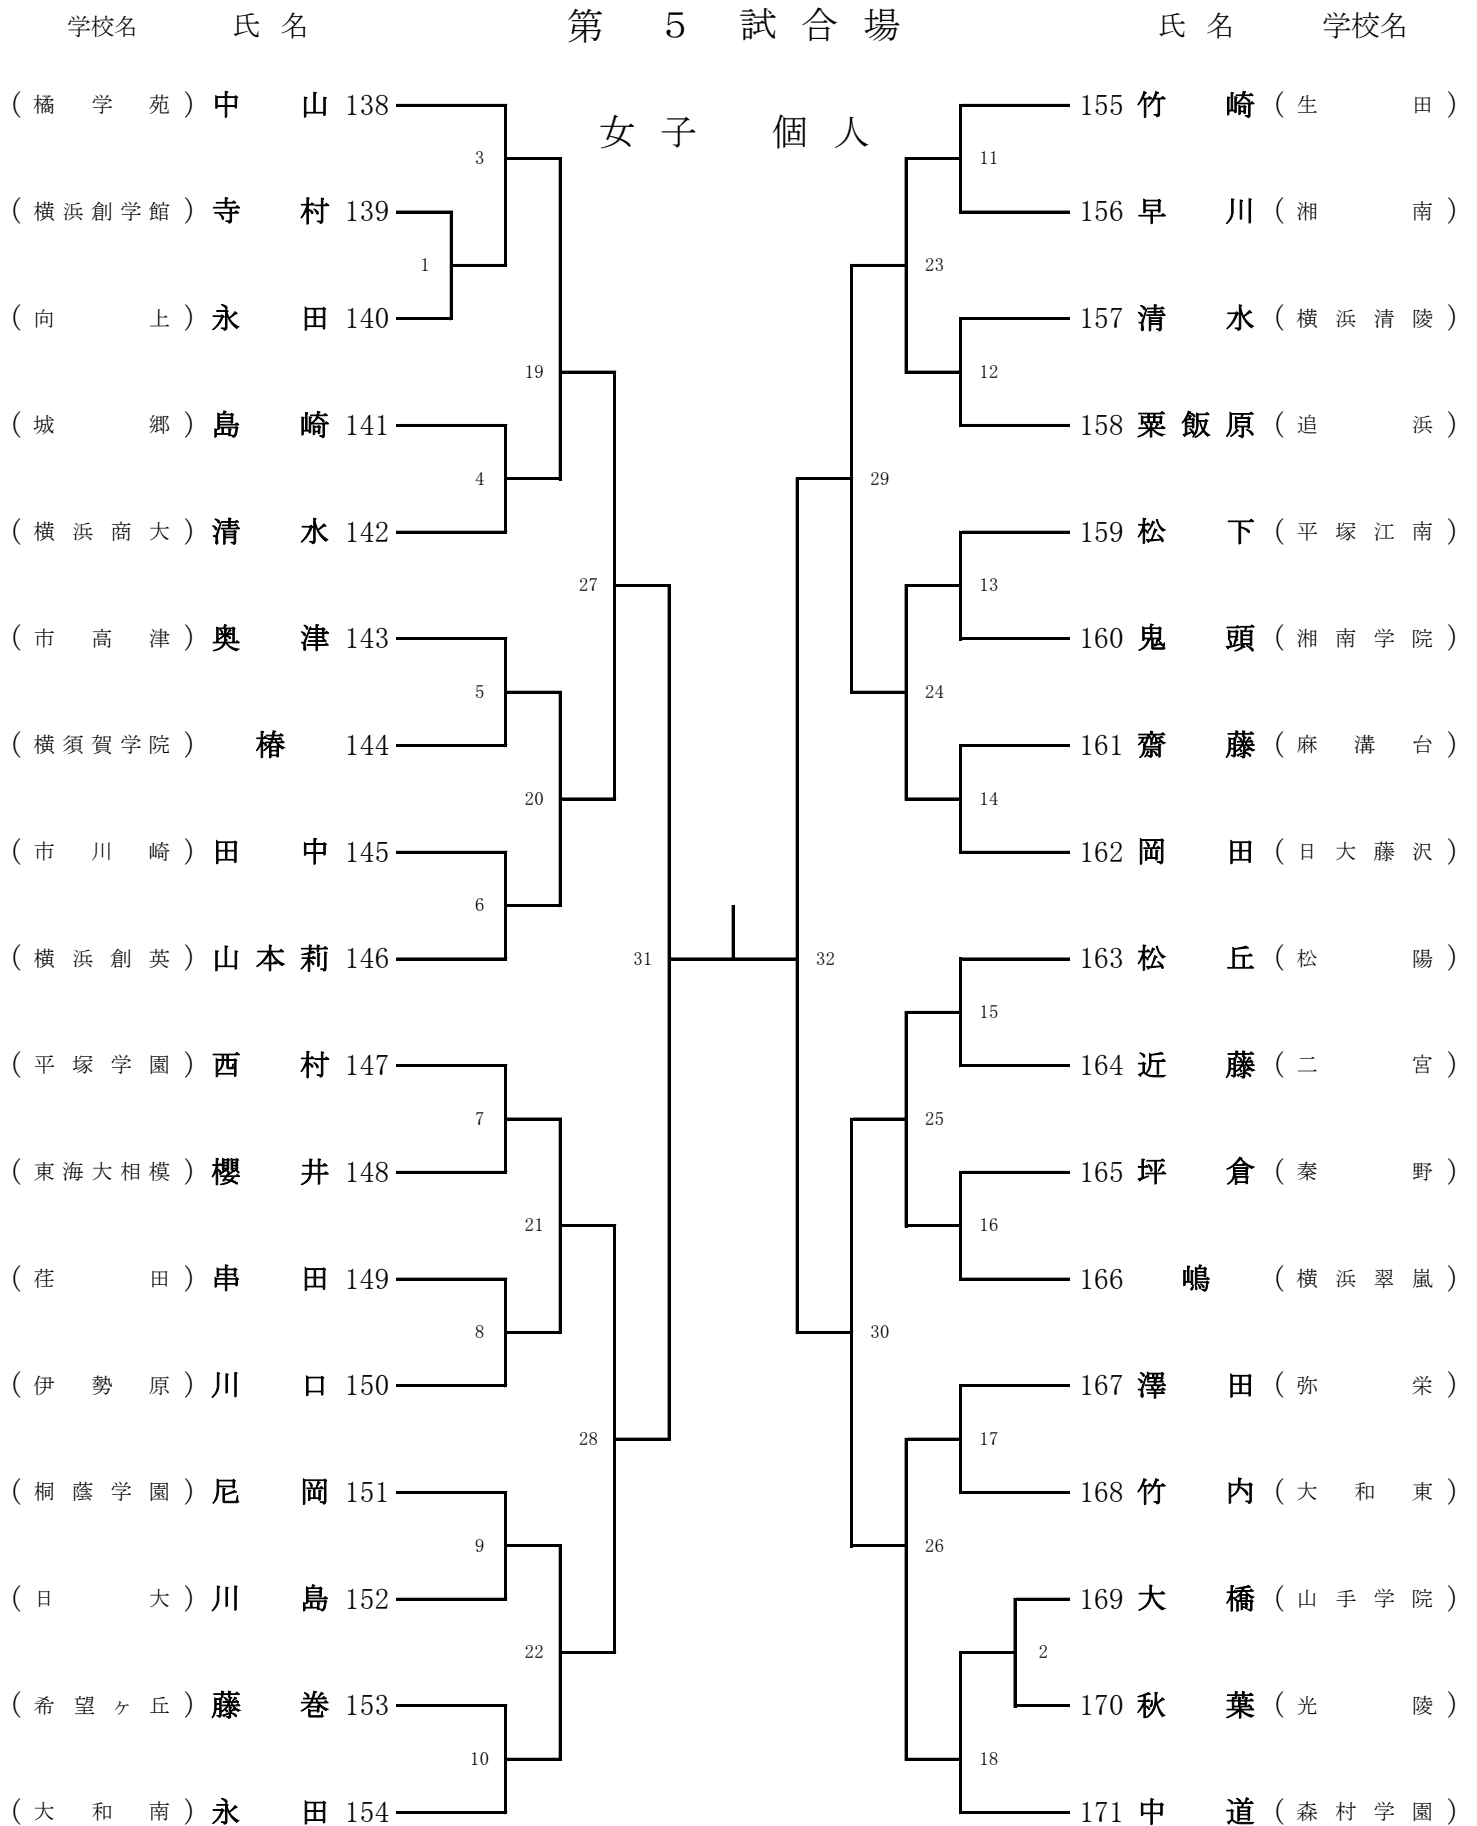 学校名 氏名 第 5 試合場 氏名 学校名
女子 個人
(橘学苑) 中山 138
155 竹崎 (生田)
3
11
(横浜創学館) 寺村 139
156 早川 (湘南)
1
23
(向上) 永田 140
157 清水 (横浜清陵)
19
12
(城郷) 島崎 141
158 粟飯原 (追浜)
4
29
(横浜商大) 清水 142
159 松下 (平塚江南)
27
13
(市高津) 奥津 143
160 鬼頭 (湘南学院)
5
24
(横須賀学院) 椿 144
161 齋藤 (麻溝台)
20
14
(市川崎) 田中 145
162 岡田 (日大藤沢)
6
(横浜創英) 山本莉 146
31
32
163 松丘 (松陽)
15
(平塚学園) 西村 147
164 近藤 (二宮)
7
25
(東海大相模) 櫻井 148
165 坪倉 (秦野)
21
16
(荏田) 串田 149
166 嶋 (横浜翠嵐)
8
30
(伊勢原) 川口 150
167 澤田 (弥栄)
28
17
(桐蔭学園) 尼岡 151
168 竹内 (大和東)
9
26
(日大) 川島 152
169 大橋 (山手学院)
22
2
(希望ヶ丘) 藤巻 153
170 秋葉 (光陵)
10
18
(大和南) 永田 154
171 中道 (森村学園)